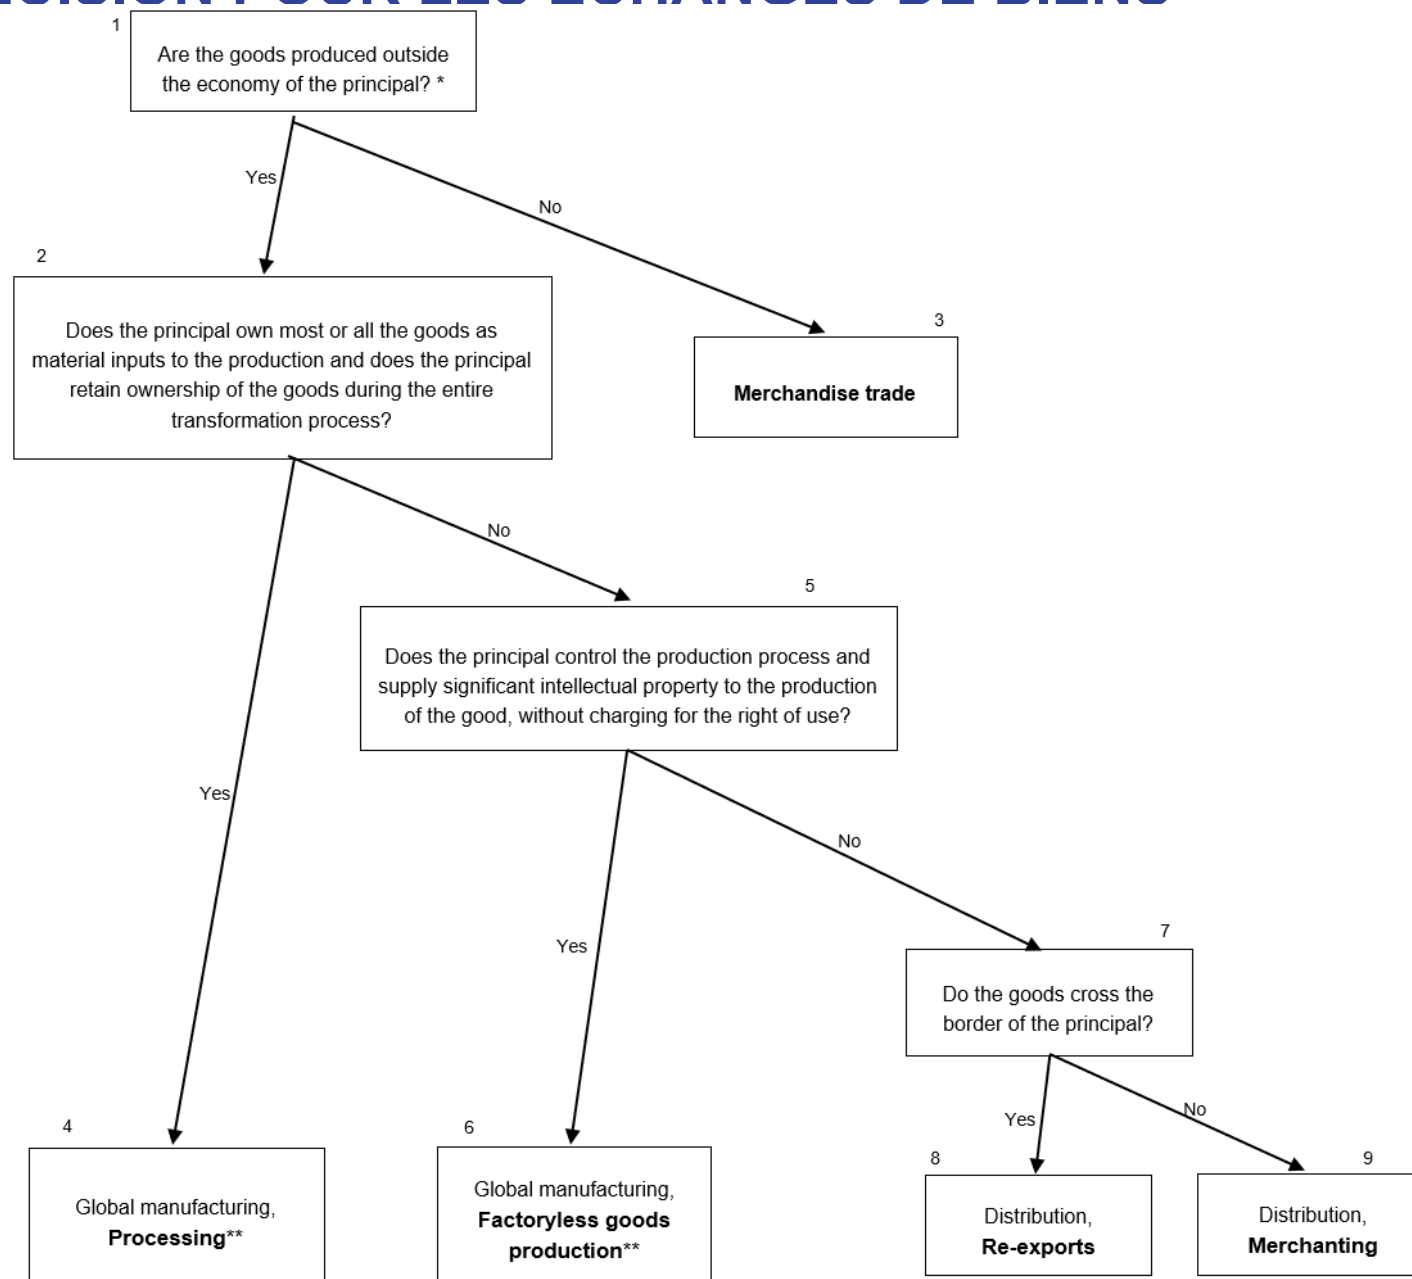 1
Are the goods produced outside
the economy of the principal? *
Yes
No
2
Does the principal own most or all the goods as
material inputs to the production and does the principal
retain ownership of the goods during the entire
transformation process?
3
Merchandise trade
No
5
Does the principal control the production process and
supply significant intellectual property to the production
of the good, without charging for the right of use?
Yes
No
Yes
7
Do the goods cross the
border of the principal?
Yes
No
4
Global manufacturing,
Processing**
6
Global manufacturing,
Factoryless goods
production**
8
Distribution,
Re-exports
9
Distribution,
Merchanting